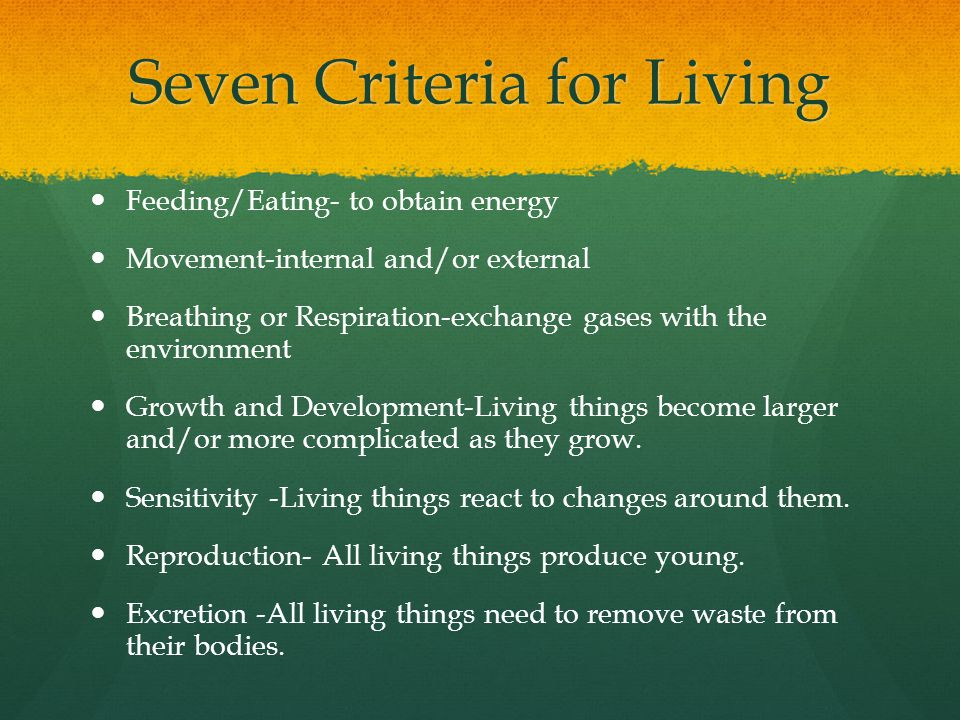 Seven Criteria for Living
• Feeding/Eating- to obtain energy
• Movement-internal and/or external
• Breathing or Respiration-exchange gases with the
environment
• Growth and Development-Living things become larger
and/or more complicated as they grow.
• Sensitivity -Living things react to changes around them.
• Reproduction- All living things produce young.
• Excretion -All living things need to remove waste from
their bodies.